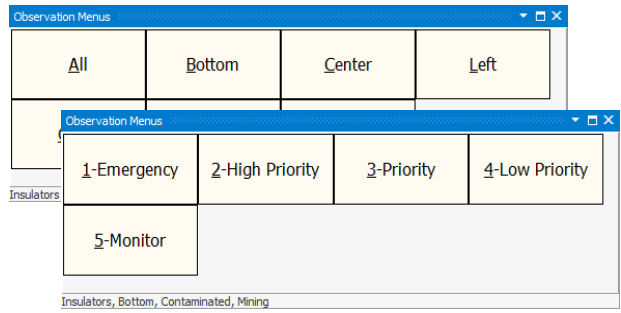 Observation Menus
All Bottom Center Left
Insulators
Observation Menus
1-Emergency 2-High Priority 3-Priority 4-Low Priority
5-Monitor
Insulators, Bottom, Contaminated, Mining